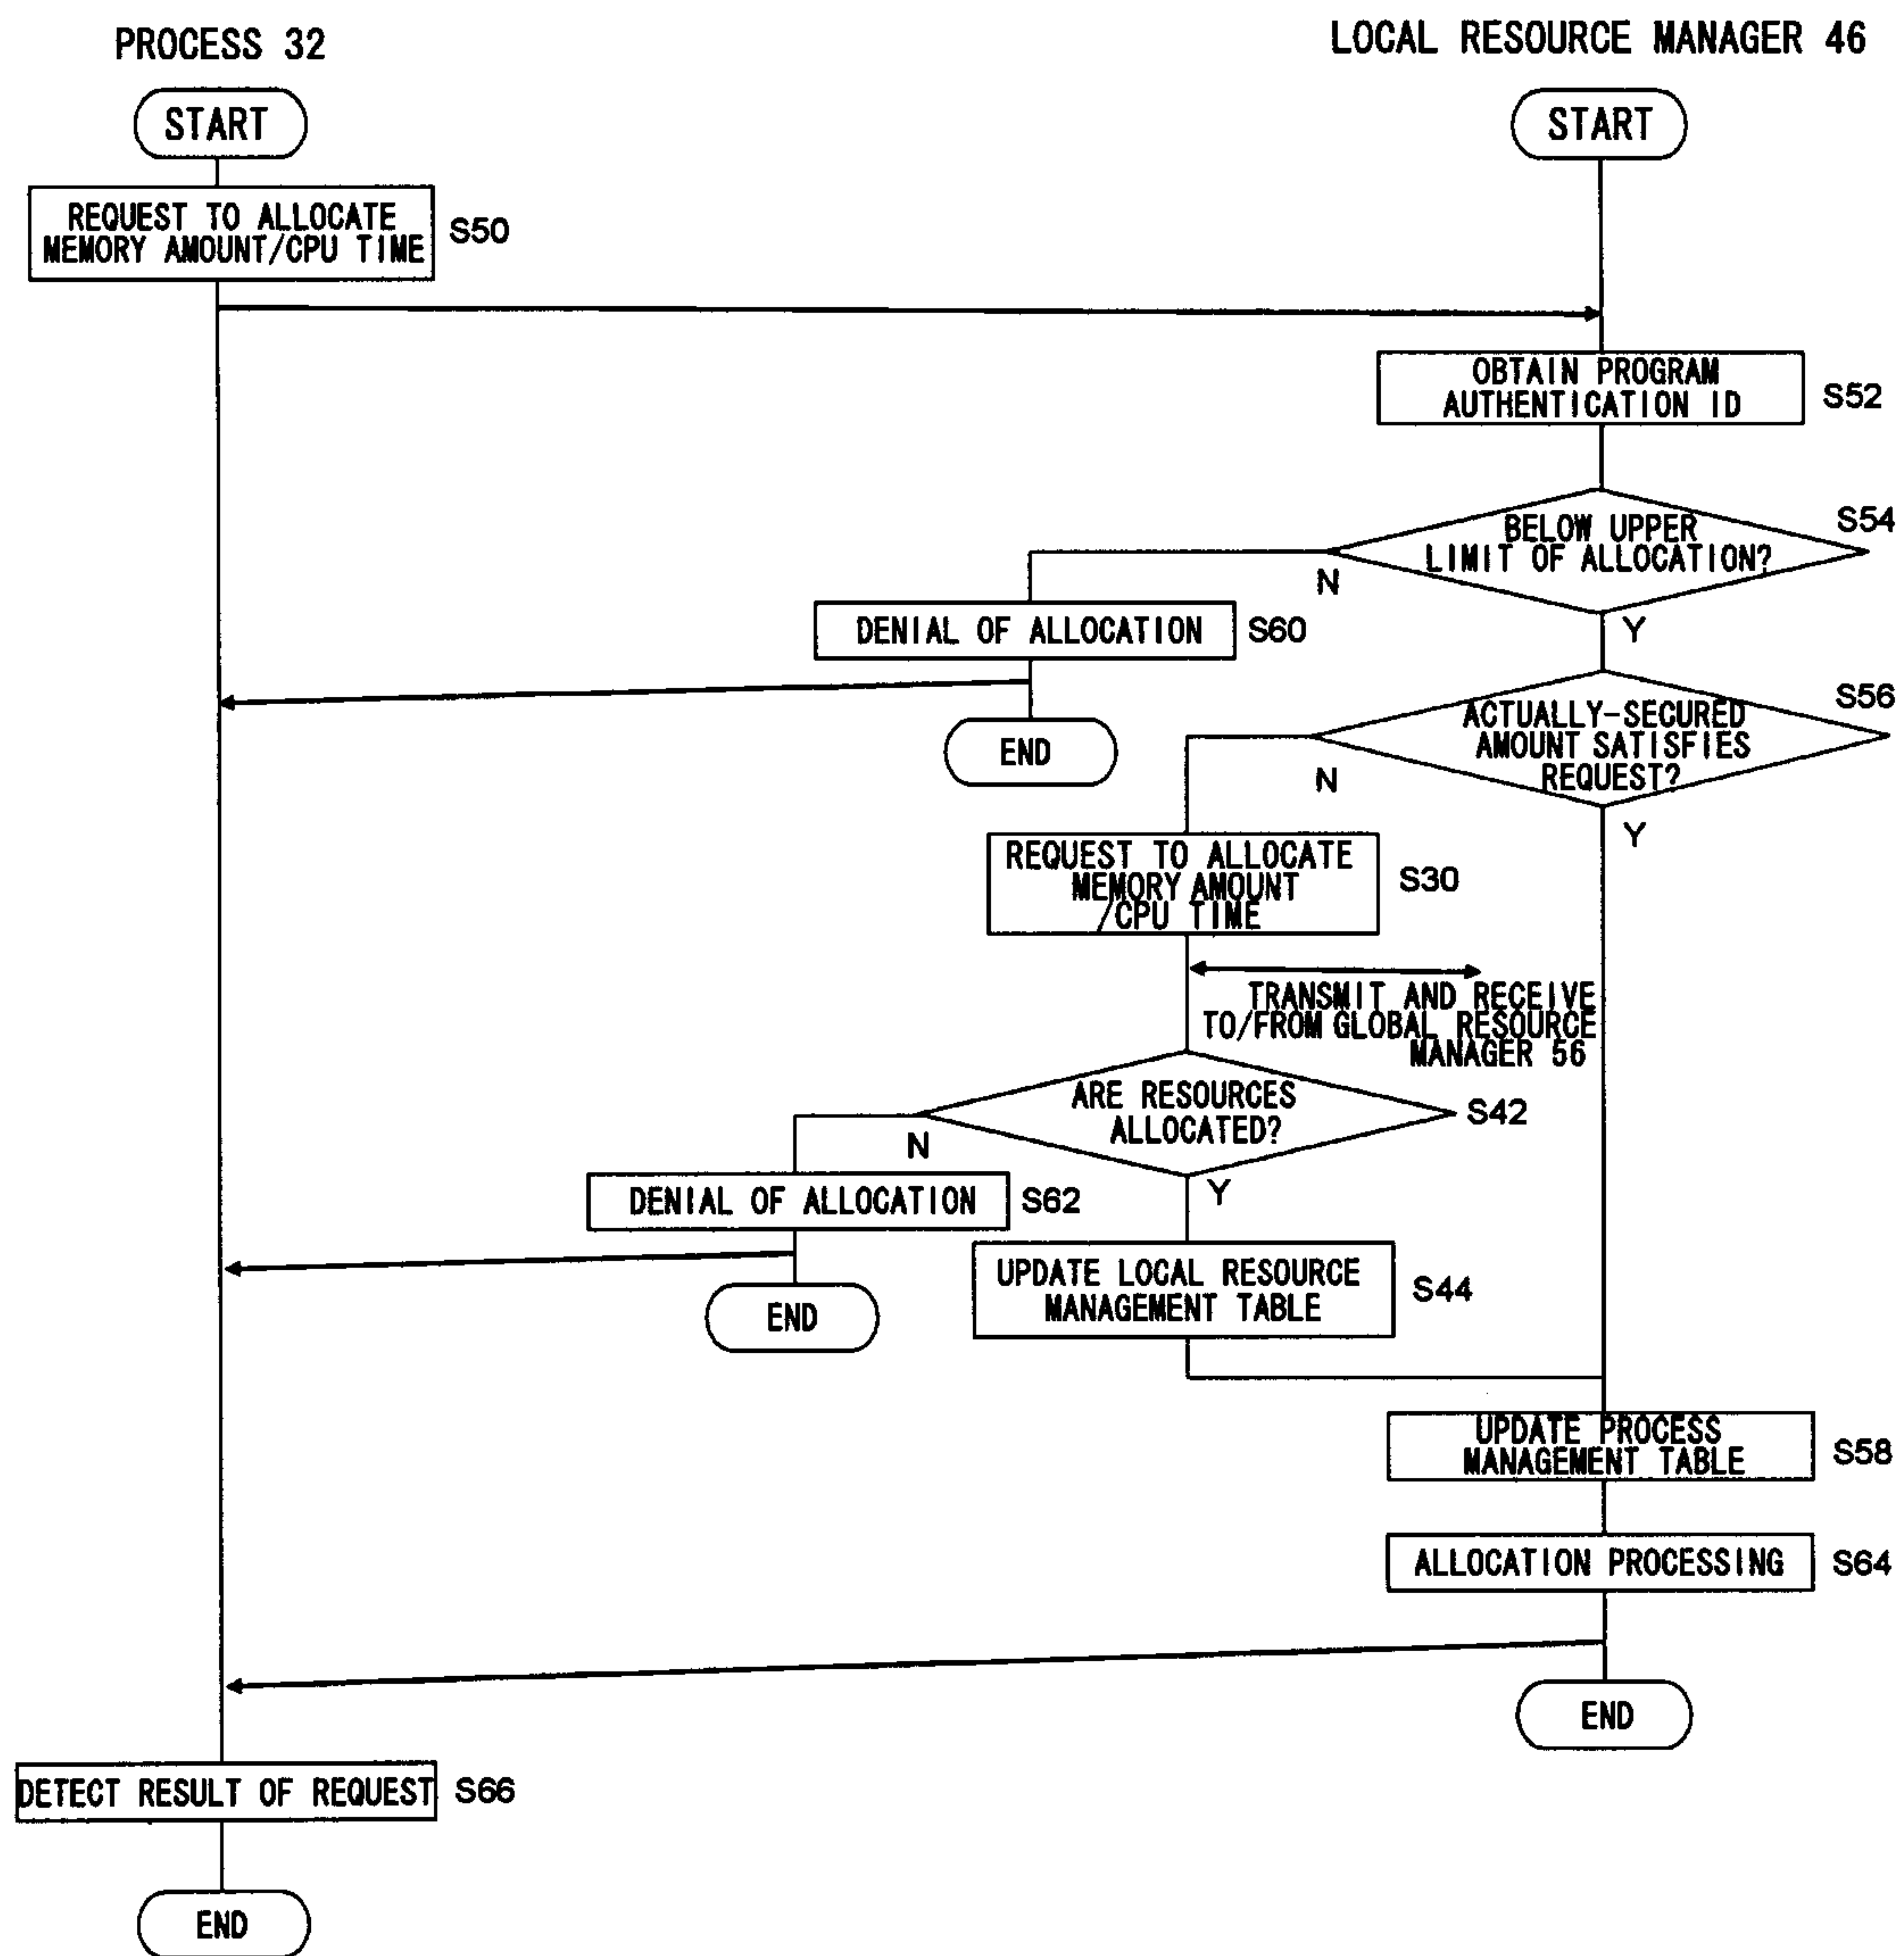 PROCESS 32
LOCAL RESOURCE MANAGER 46
START
START
REQUEST TO ALLOCATE
MEMORY AMOUNT/CPU TIME
S50
OBTAIN PROGRAM
AUTHENTICATION ID
S52
BELOW UPPER
LIMIT OF ALLOCATION?
S54
N
Y
DENIAL OF ALLOCATION
S60
END
ACTUALLY-SECURED
AMOUNT SATISFIES
REQUEST?
S56
N
Y
REQUEST TO ALLOCATE
MEMORY AMOUNT
/CPU TIME
S30
TRANSMIT AND RECEIVE
TO/FROM GLOBAL RESOURCE
MANAGER 56
ARE RESOURCES
ALLOCATED?
S42
N
Y
DENIAL OF ALLOCATION
S62
END
UPDATE LOCAL RESOURCE
MANAGEMENT TABLE
S44
UPDATE PROCESS
MANAGEMENT TABLE
S58
ALLOCATION PROCESSING
S64
END
DETECT RESULT OF REQUEST
S66
END